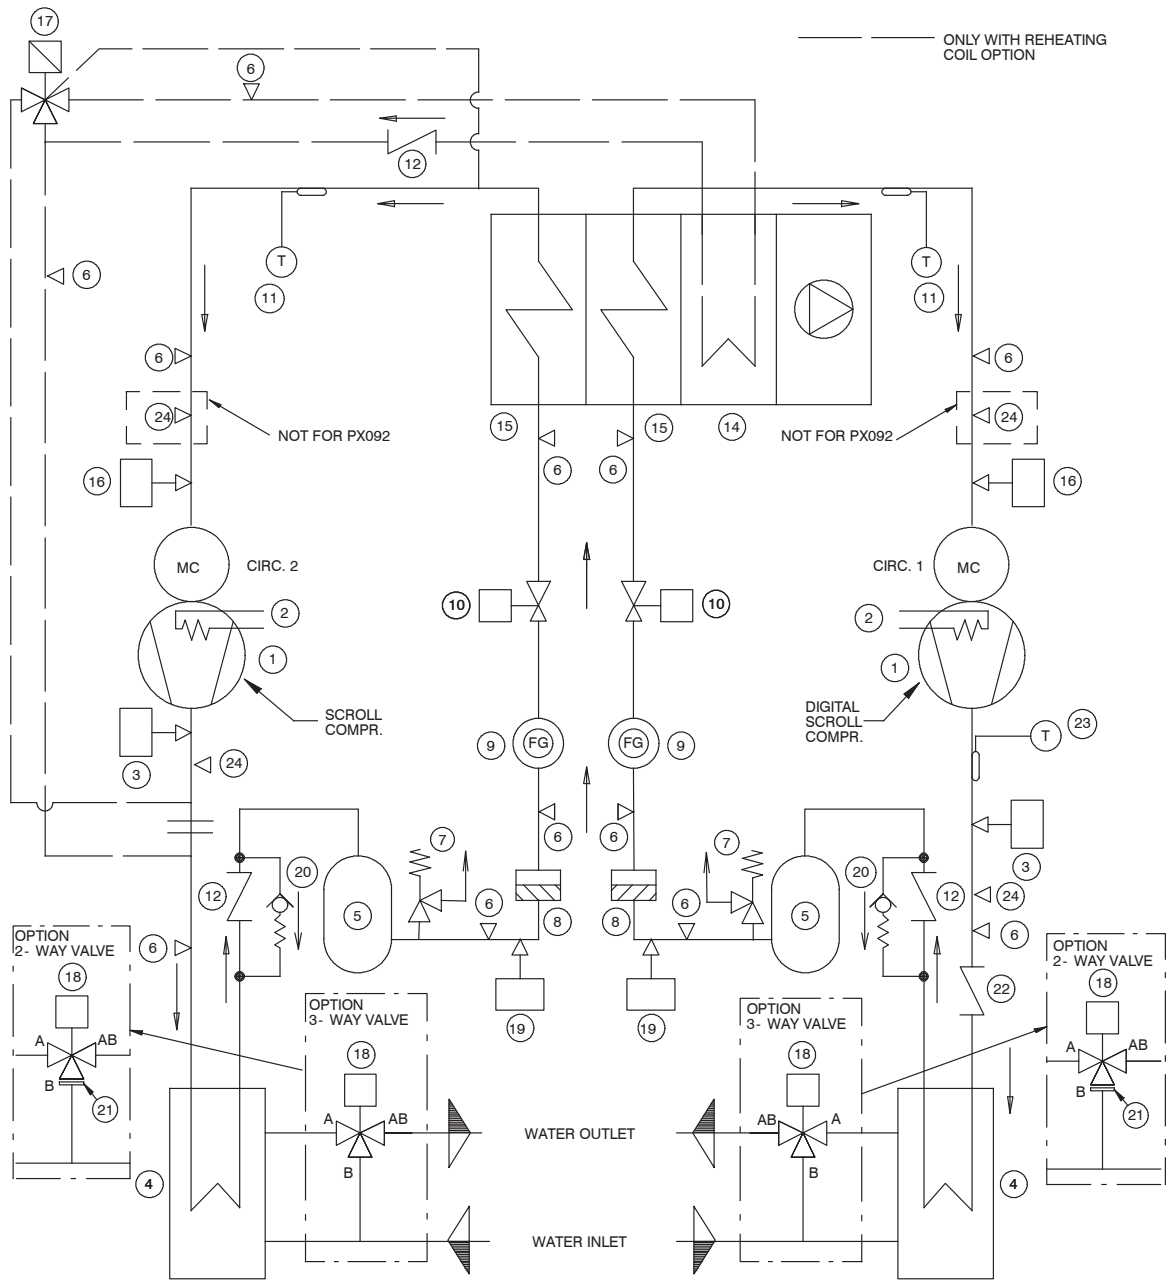 17
ONLY WITH REHEATING
COIL OPTION
6
12
T
11
T
11
6
6
6
24
24
15
15
14
NOT FOR PX092
NOT FOR PX092
6
6
16
16
MC
CIRC. 2
CIRC. 1
MC
10
10
2
2
1
1
SCROLL
COMPR.
DIGITAL
SCROLL
COMPR.
3
24
9
FG
FG
9
T
23
6
6
7
7
3
20
20
12
5
6
8
8
6
5
12
24
6
6
OPTION
2- WAY VALVE
18
A
AB
B
21
OPTION
3- WAY VALVE
18
A
AB
B
19
19
OPTION
3- WAY VALVE
18
AB
A
B
22
OPTION
2- WAY VALVE
18
A
AB
B
21
WATER OUTLET
4
4
WATER INLET